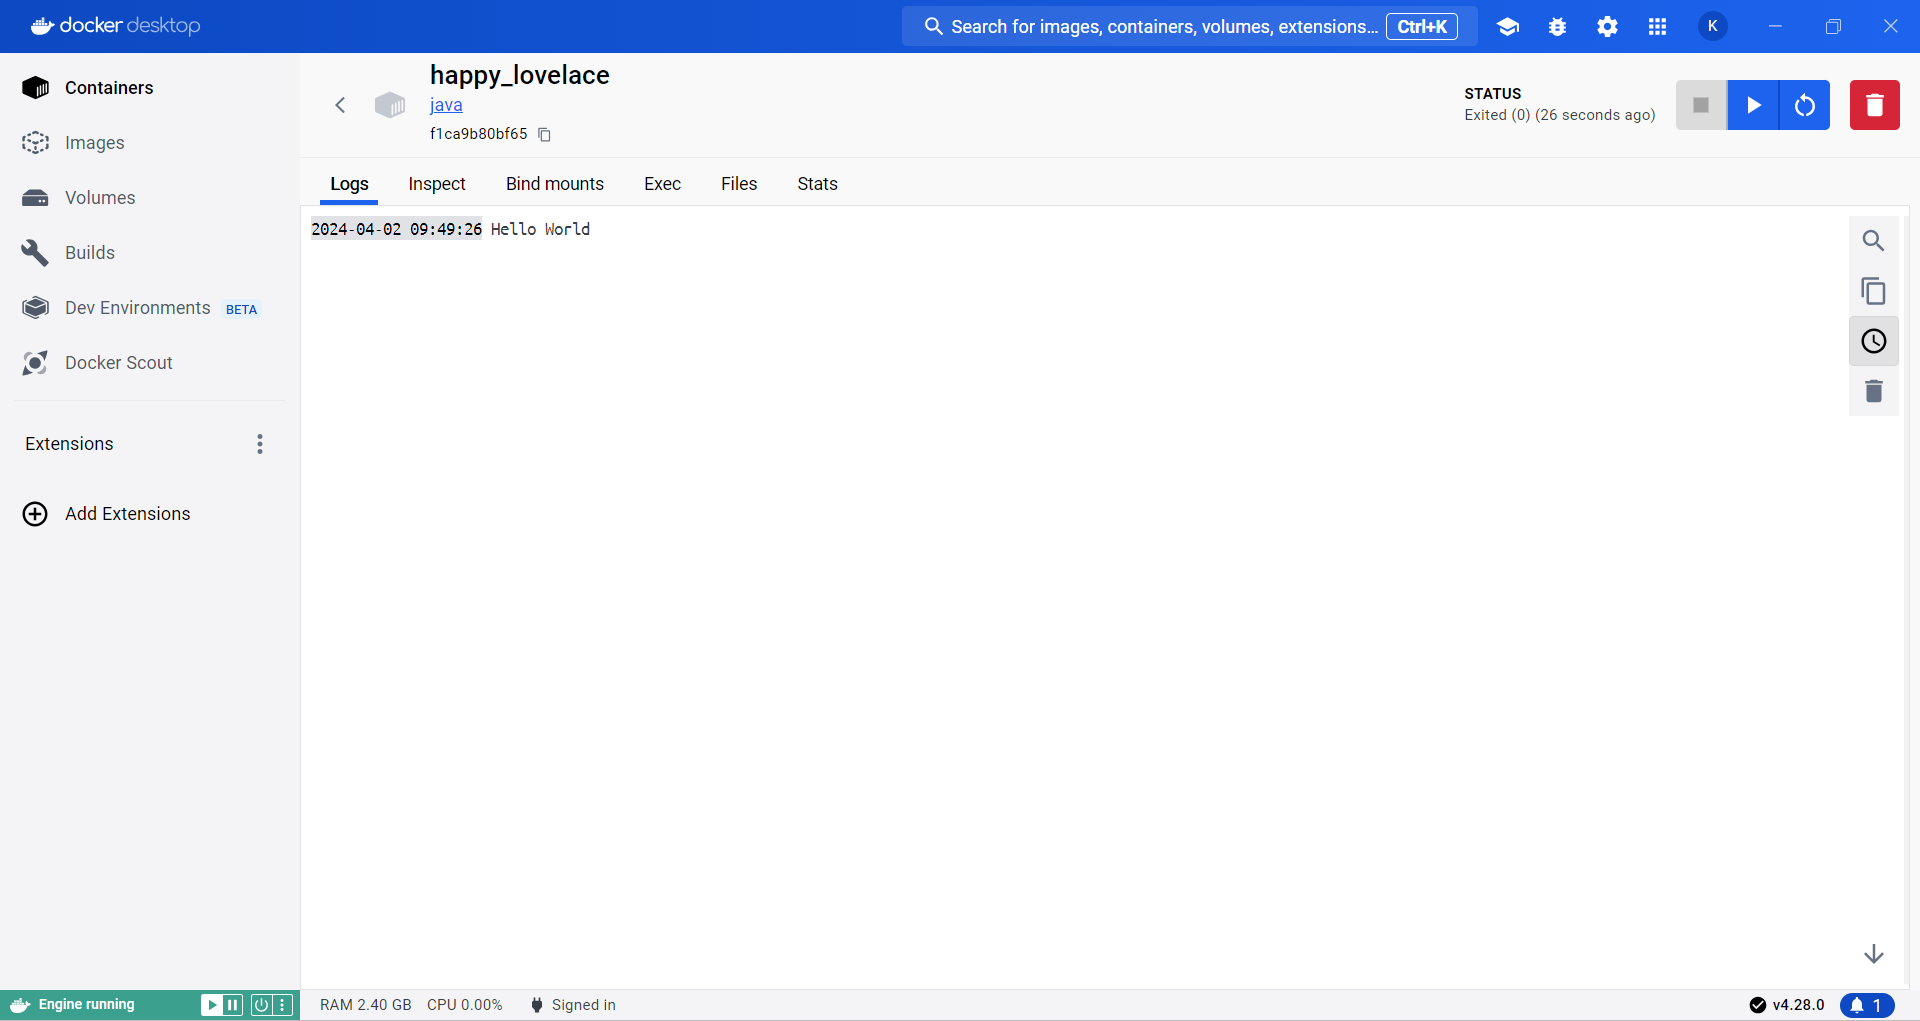 docker desktop
Search for images, containers, volumes, extensions... Ctrl+K
K
Containers
Images
Volumes
Builds
Dev Environments BETA
Docker Scout
Extensions
Add Extensions
happy_lovelace
java
f1ca9b80bf65
STATUS
Exited (0) (26 seconds ago)
Logs Inspect Bind mounts Exec Files Stats
2024-04-02 09:49:26 Hello World
Engine running
RAM 2.40 GB CPU 0.00% Signed in
v4.28.0
1